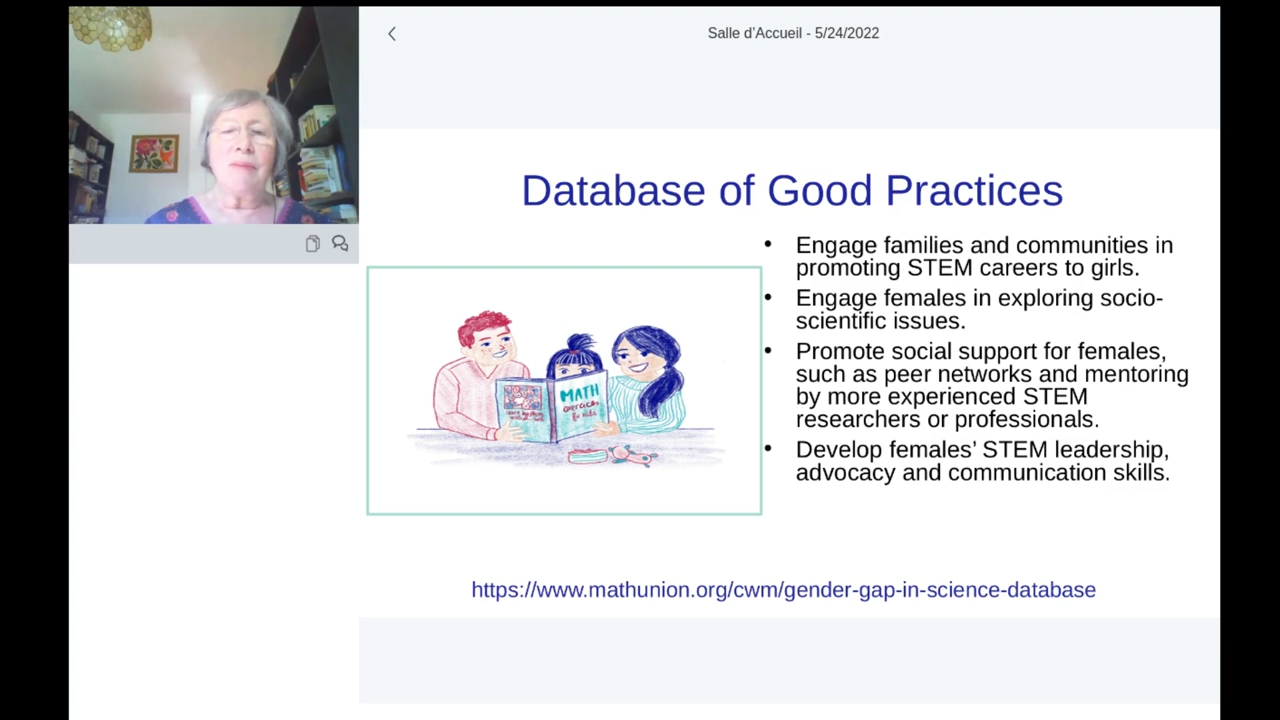 Salle d’Accueil - 5/24/2022
Database of Good Practices
• Engage families and communities in
promoting STEM careers to girls.
• Engage females in exploring socio-
scientific issues.
• Promote social support for females,
such as peer networks and mentoring
by more experienced STEM
researchers or professionals.
• Develop females’ STEM leadership,
advocacy and communication skills.
MATH
exercices
for kids
https://www.mathunion.org/cwm/gender-gap-in-science-database